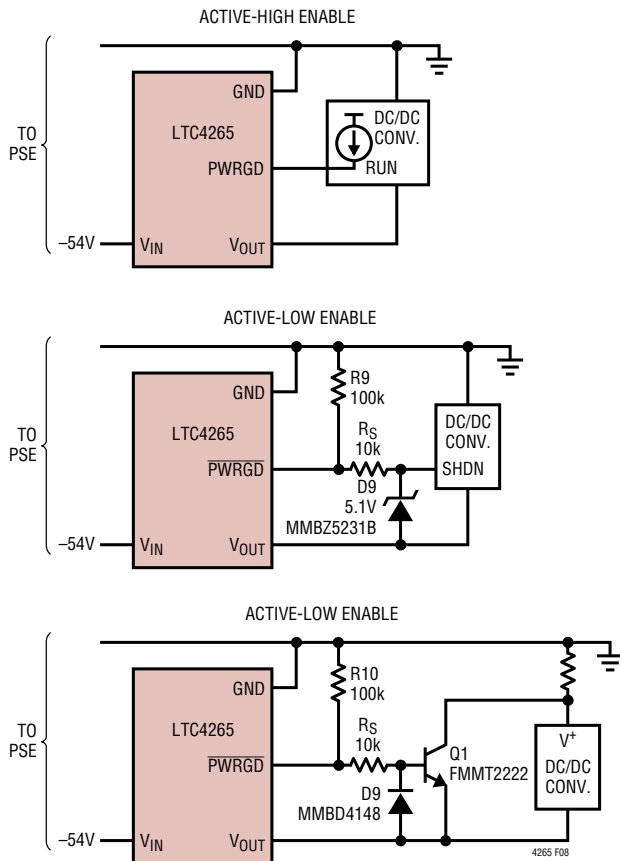 ACTIVE-HIGH ENABLE
TO
PSE
–54V
LTC4265
GND
PWRGD
VIN
VOUT
DC/DC
CONV.
RUN
ACTIVE-LOW ENABLE
TO
PSE
–54V
LTC4265
GND
PWRGD
VIN
VOUT
R9
100k
RS
10k
D9
5.1V
MMBZ5231B
DC/DC
CONV.
SHDN
ACTIVE-LOW ENABLE
TO
PSE
–54V
LTC4265
GND
PWRGD
VIN
VOUT
R10
100k
RS
10k
D9
MMBD4148
Q1
FMMT2222
V+
DC/DC
CONV.
4265 F08